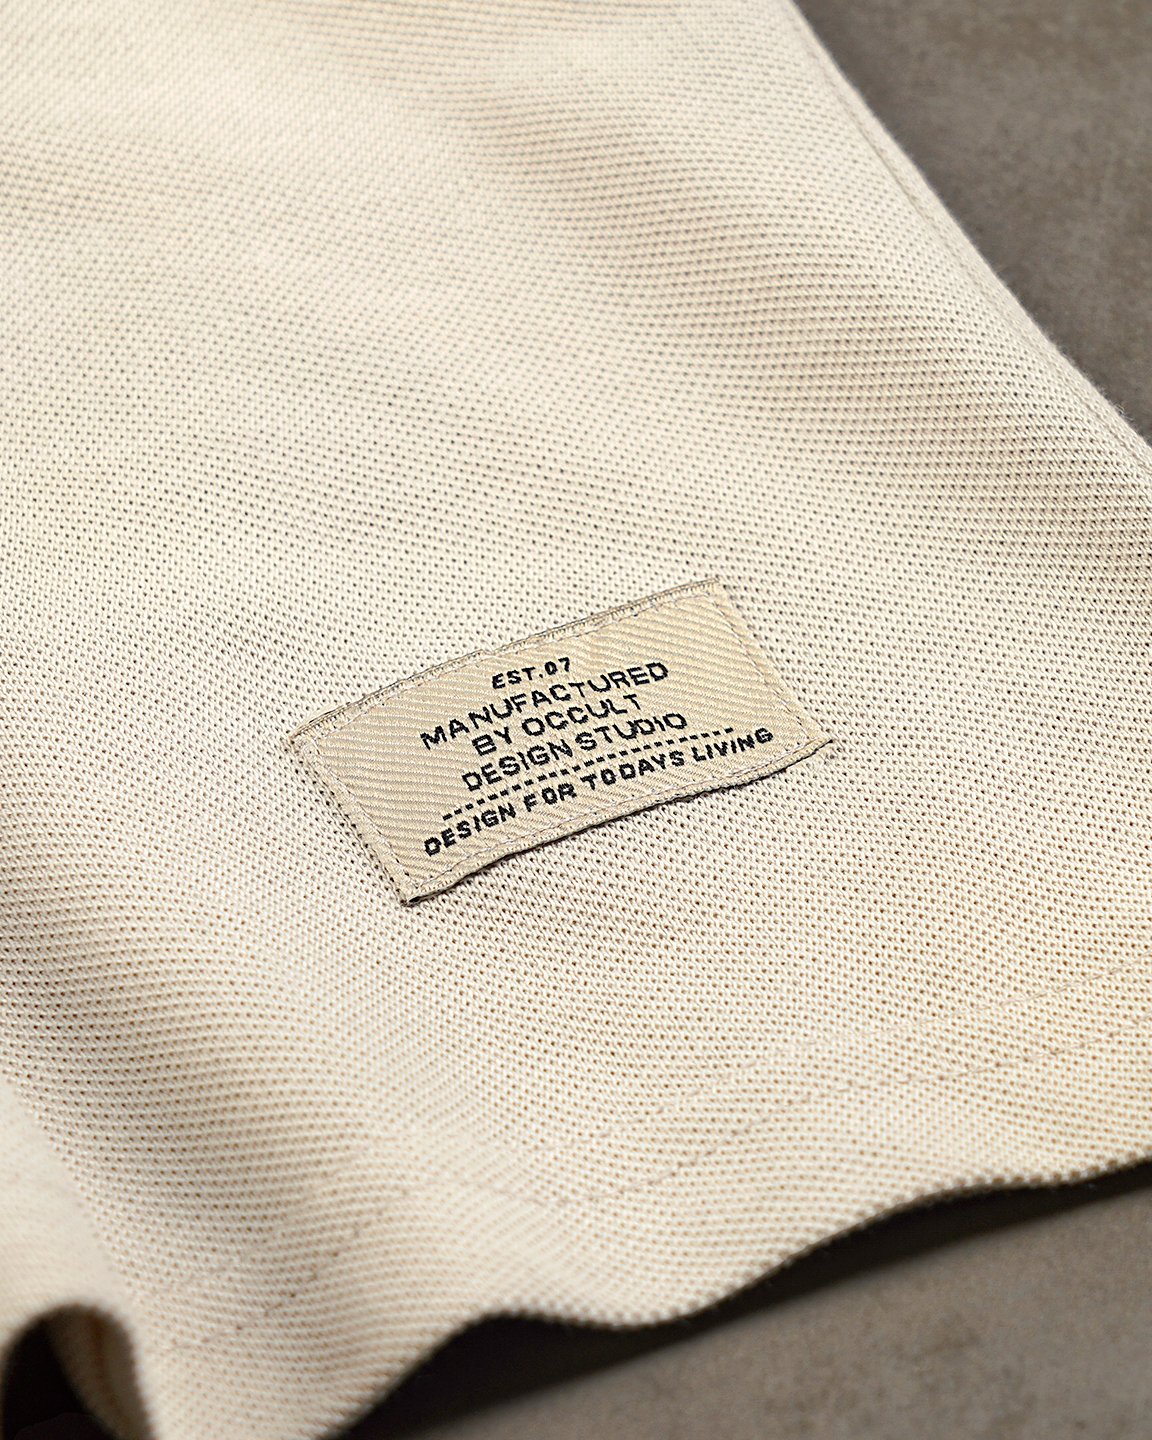 EST.07
MANUFACTURED
BY OCCULT
DESIGN STUDIO
DESIGN FOR TODAYS LIVING